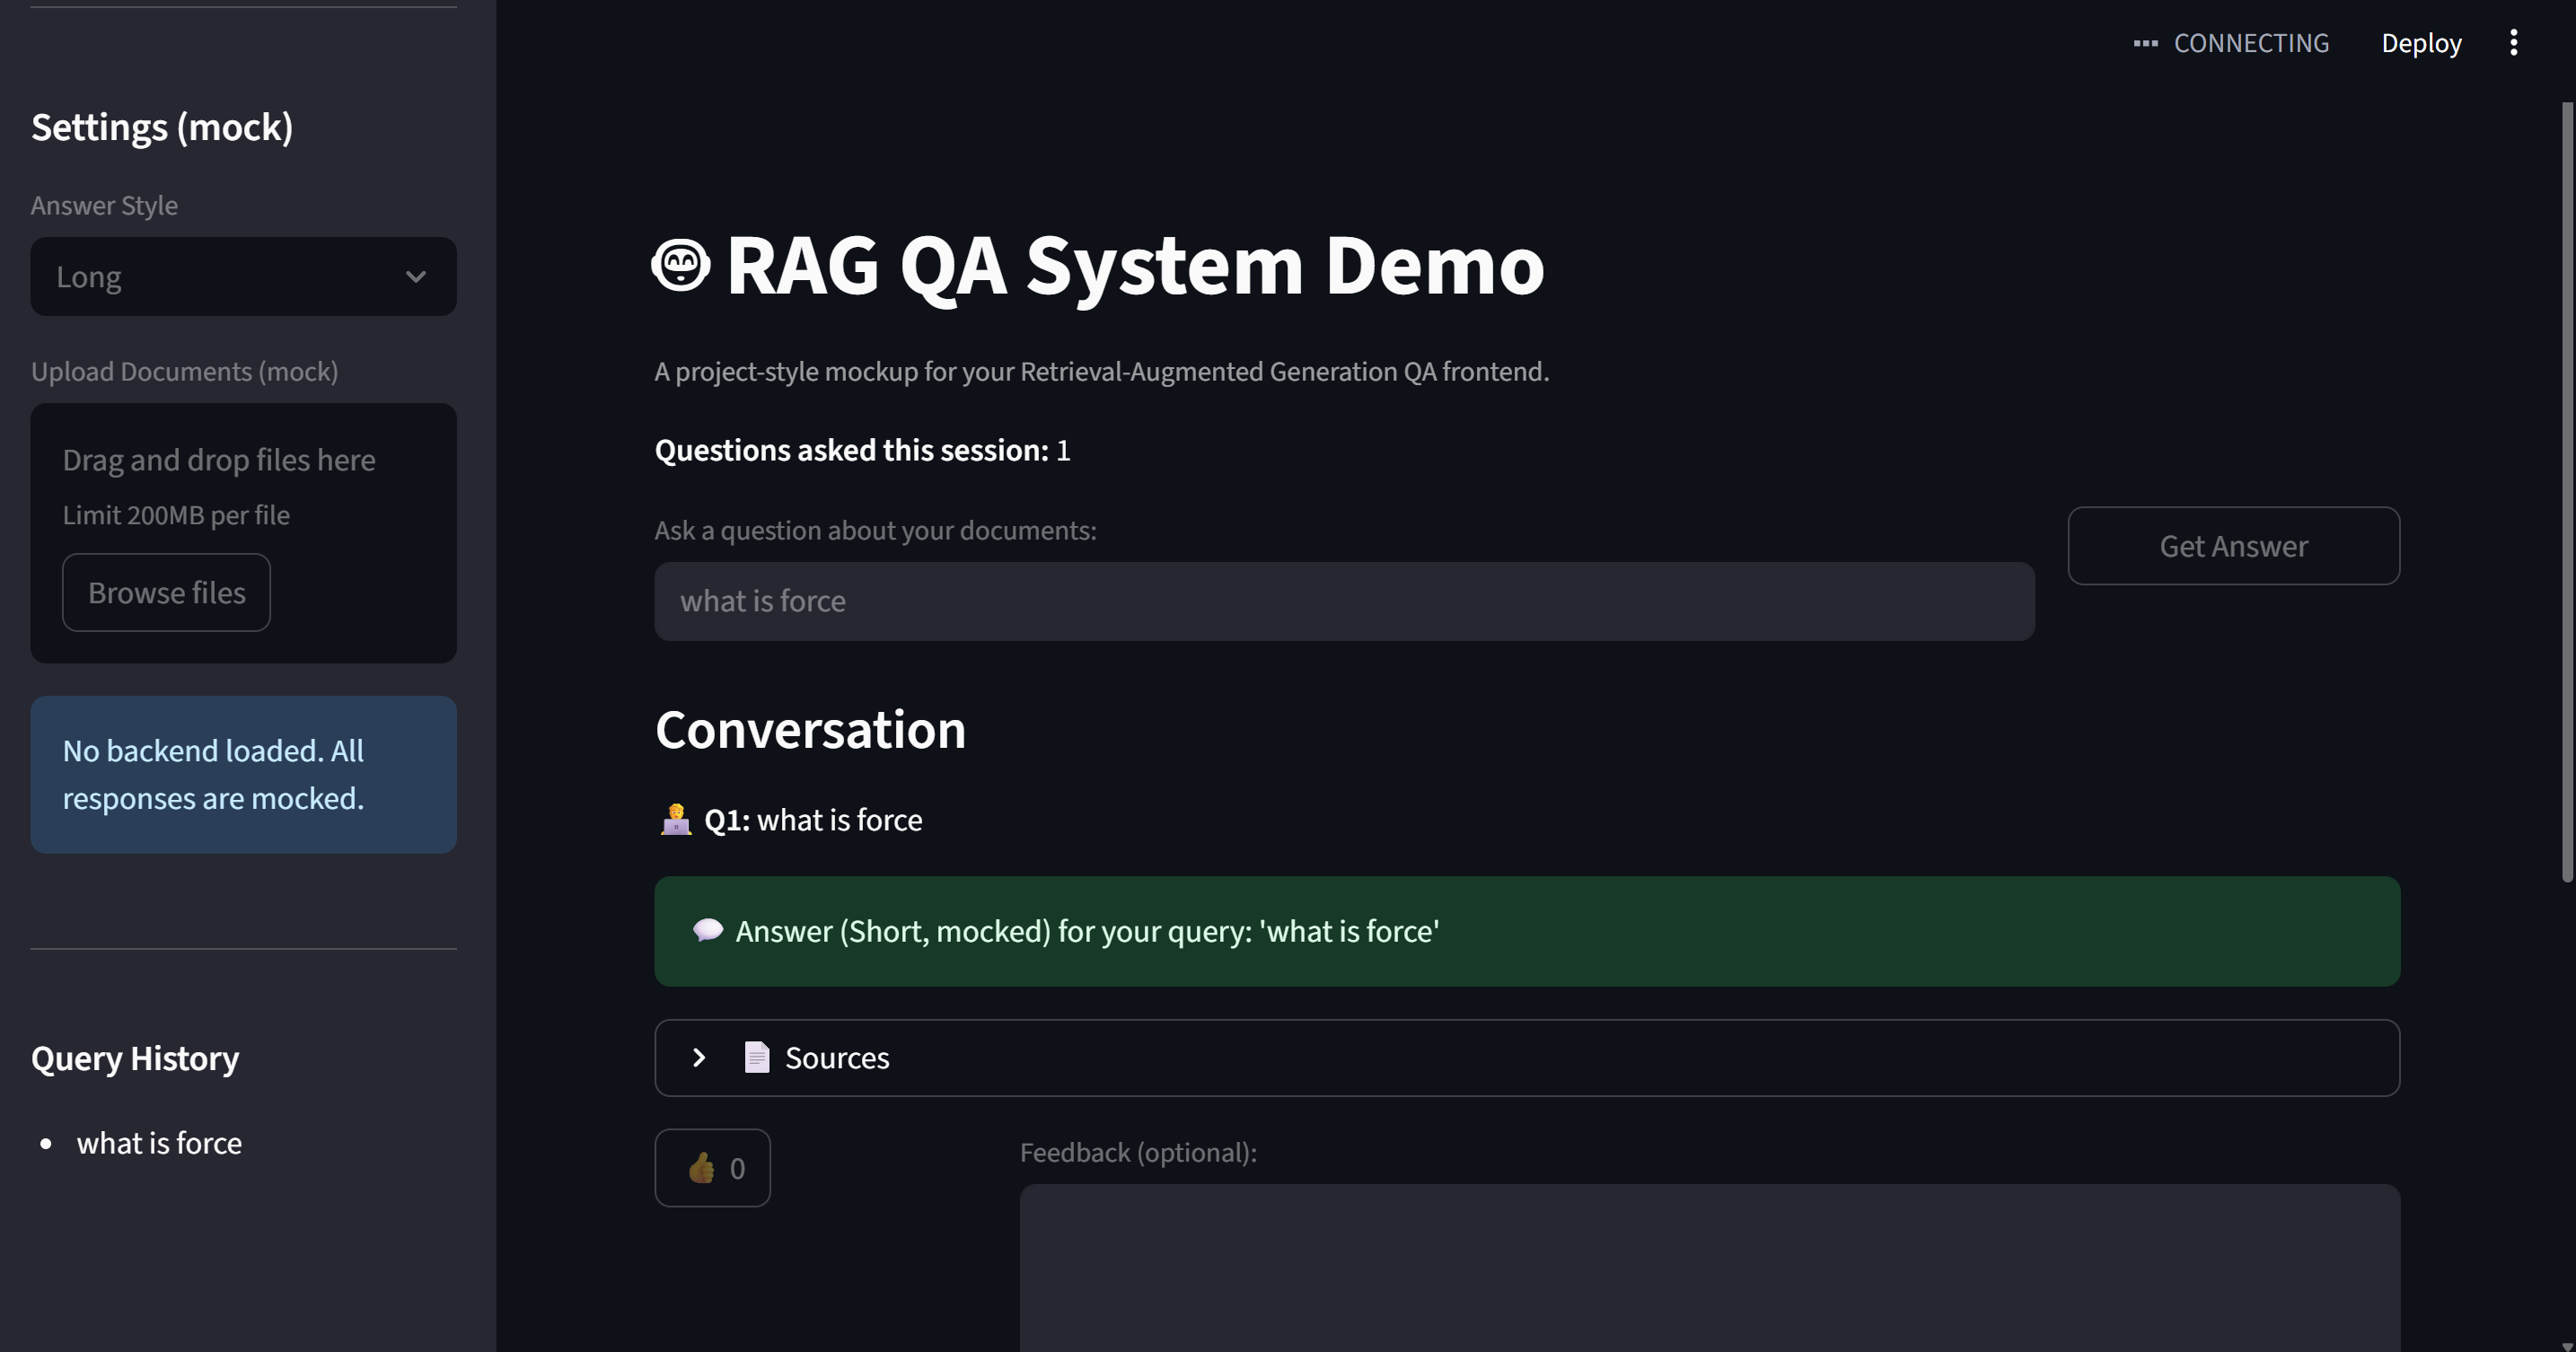 CONNECTING
Deploy
Settings (mock)
Answer Style
Long
Upload Documents (mock)
Drag and drop files here
Limit 200MB per file
Browse files
No backend loaded. All
responses are mocked.
Query History
what is force
RAG QA System Demo
A project-style mockup for your Retrieval-Augmented Generation QA frontend.
Questions asked this session: 1
Ask a question about your documents:
Get Answer
what is force
Conversation
Q1: what is force
Answer (Short, mocked) for your query: 'what is force'
Sources
0
Feedback (optional):